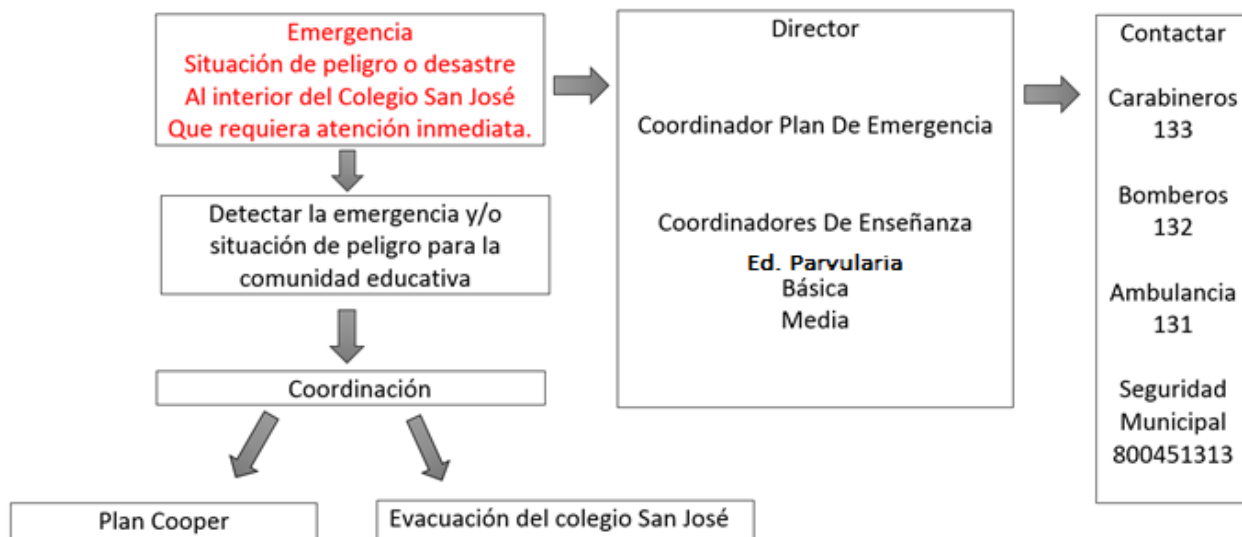 Emergencia
Situación de peligro o desastre
Al interior del Colegio San José
Que requiera atención inmediata.
Detectar la emergencia y/o
situación de peligro para la
comunidad educativa
Coordinación
Plan Cooper
Evacuación del colegio San José
Director
Coordinador Plan De Emergencia
Coordinadores De Enseñanza
Ed. Parvularia
Básica
Media
Contactar
Carabineros
133
Bomberos
132
Ambulancia
131
Seguridad
Municipal
800451313